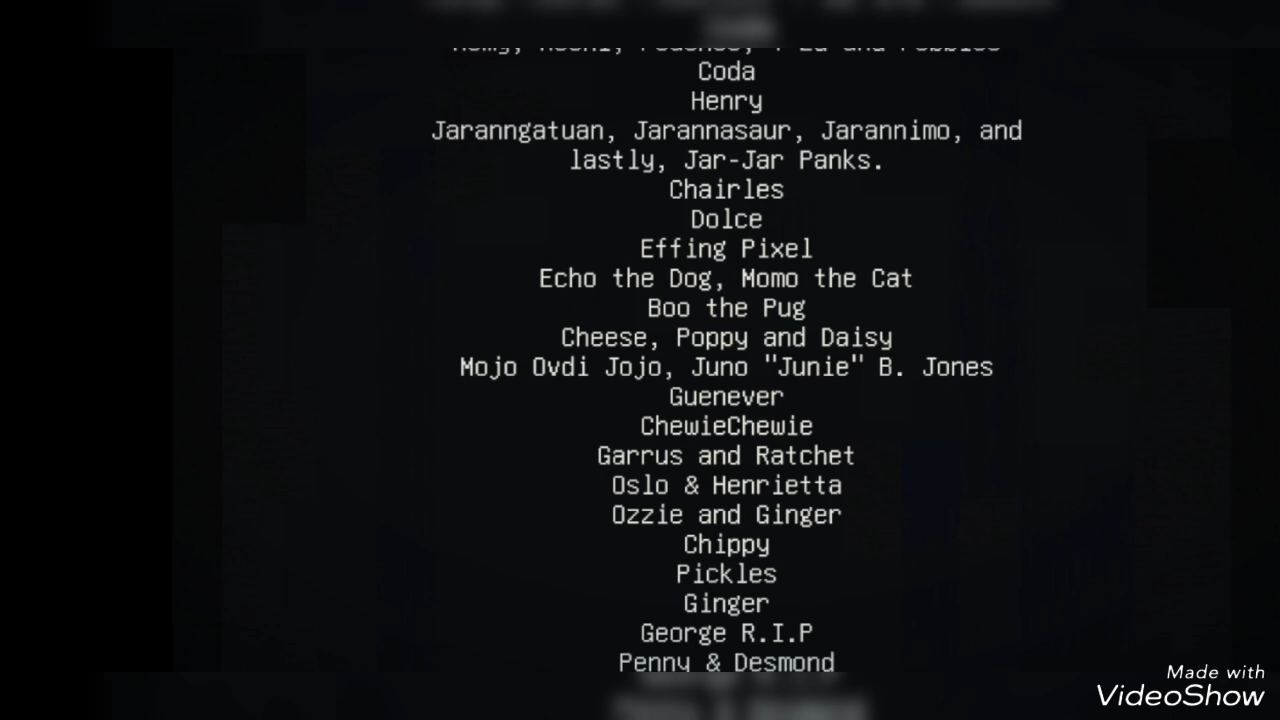 Coda
Henry
Jaranngatuan, Jarannasaur, Jarannimo, and
lastly, Jar-Jar Panks.
Chairles
Dolce
Effing Pixel
Echo the Dog, Momo the Cat
Boo the Pug
Cheese, Poppy and Daisy
Mojo Ovdi Jojo, Juno "Junie" B. Jones
Guenever
ChewieChewie
Garrus and Ratchet
Oslo & Henrietta
Ozzie and Ginger
Chippy
Pickles
Ginger
George R.I.P
Penny & Desmond
Made with
VideoShow